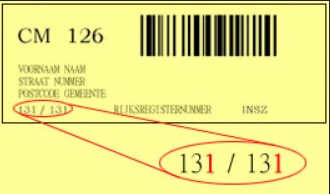 CM 126
VOORNAAM NAAM
STRAAT NUMMER
POSTCODE GEMEENTE
131 / 131 RIJKSREGISTERNUMMER INSZ
131 / 131